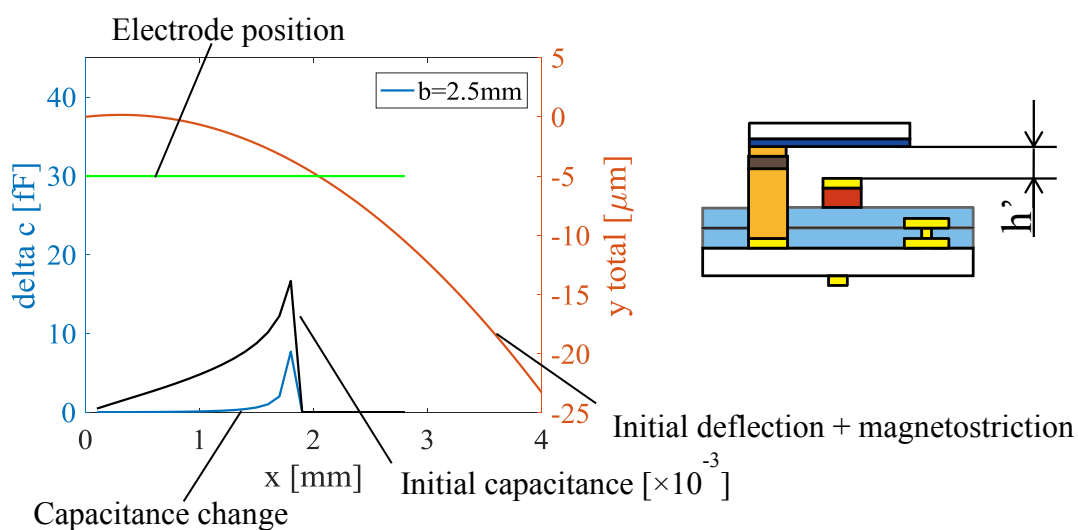 Electrode position
b=2.5mm
delta c [fF]
40
30
20
10
0
5
0
-5
-10
-15
-20
-25
y total [μm]
0
1
2
3
4
x [mm]
h’
Initial deflection + magnetostriction
Initial capacitance [×10⁻³]
Capacitance change